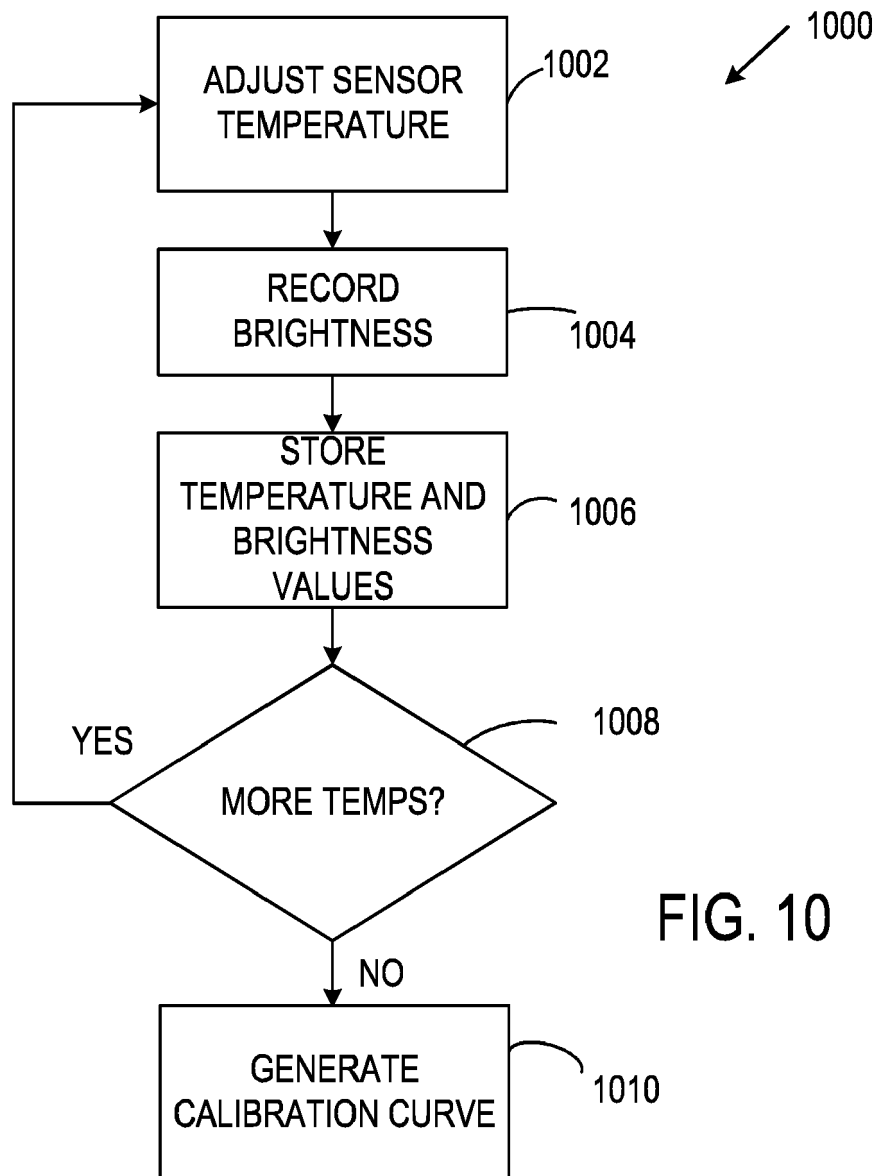 1000
ADJUST SENSOR
TEMPERATURE
1002
RECORD
BRIGHTNESS
1004
STORE
TEMPERATURE AND
BRIGHTNESS
VALUES
1006
YES
MORE TEMPS?
1008
NO
FIG. 10
GENERATE
CALIBRATION CURVE
1010